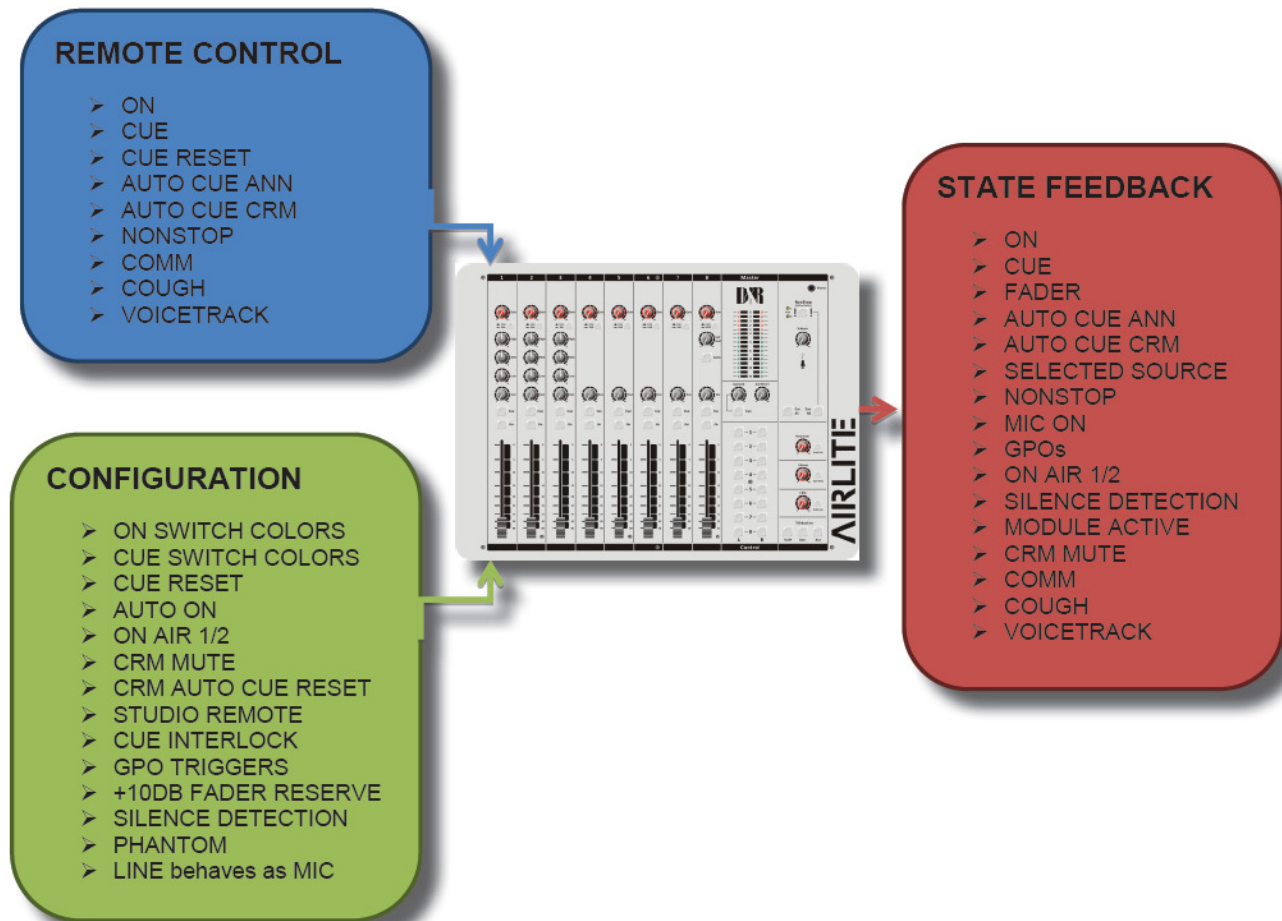 REMOTE CONTROL
ON
CUE
CUE RESET
AUTO CUE ANN
AUTO CUE CRM
NONSTOP
COMM
COUGH
VOICETRACK
CONFIGURATION
ON SWITCH COLORS
CUE SWITCH COLORS
CUE RESET
AUTO ON
ON AIR 1/2
CRM MUTE
CRM AUTO CUE RESET
STUDIO REMOTE
CUE INTERLOCK
GPO TRIGGERS
+10DB FADER RESERVE
SILENCE DETECTION
PHANTOM
LINE behaves as MIC
1 2 3 4 5 6 7 8 Master
D&R
AIRLITE
Control
STATE FEEDBACK
ON
CUE
FADER
AUTO CUE ANN
AUTO CUE CRM
SELECTED SOURCE
NONSTOP
MIC ON
GPOs
ON AIR 1/2
SILENCE DETECTION
MODULE ACTIVE
CRM MUTE
COMM
COUGH
VOICETRACK